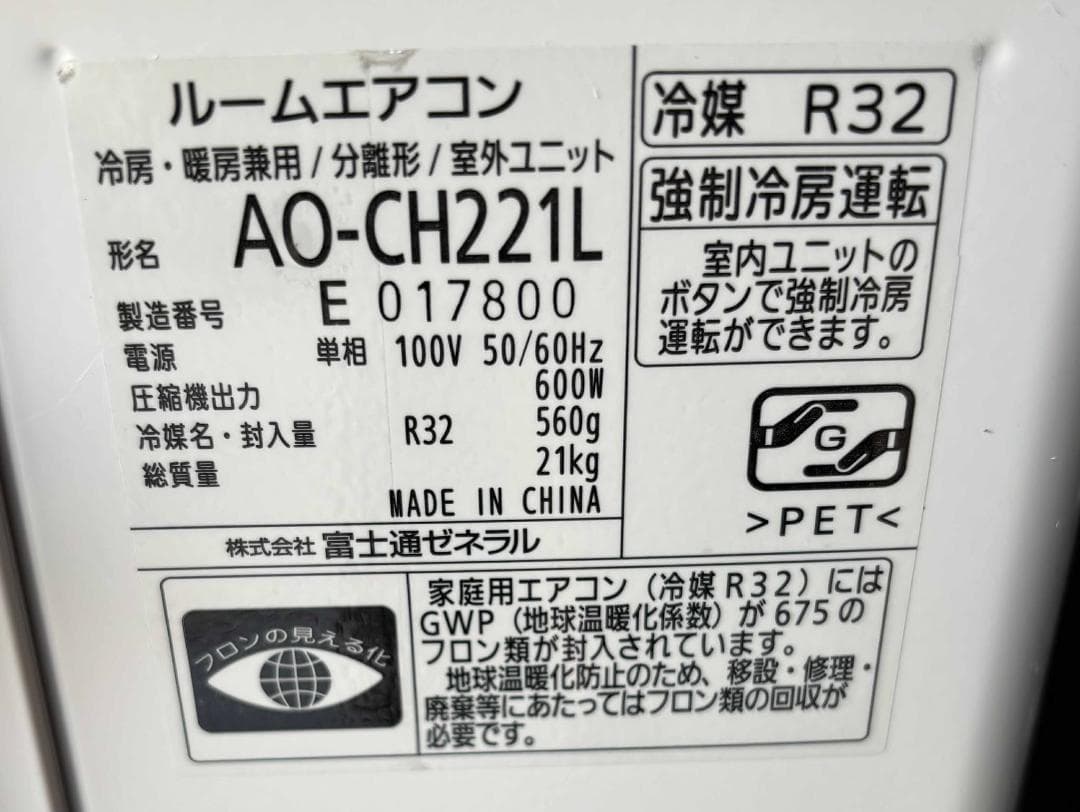 ルームエアコン
冷房・暖房兼用/分離形/室外ユニット
形名 AO-CH221L
製造番号 E 017800
電源 単相 100V 50/60Hz
圧縮機出力 600W
冷媒名・封入量 R32 560g
総質量 21kg
MADE IN CHINA
株式会社 富士通ゼネラル
冷媒 R32
強制冷房運転
室内ユニットの
ボタンで強制冷房
運転ができます。
G
>PET<
フロンの見える化
家庭用エアコン（冷媒R32）には
GWP（地球温暖化係数）が675の
フロン類が封入されています。
地球温暖化防止のため、移設・修理・
廃棄等にあたってはフロン類の回収が
必要です。